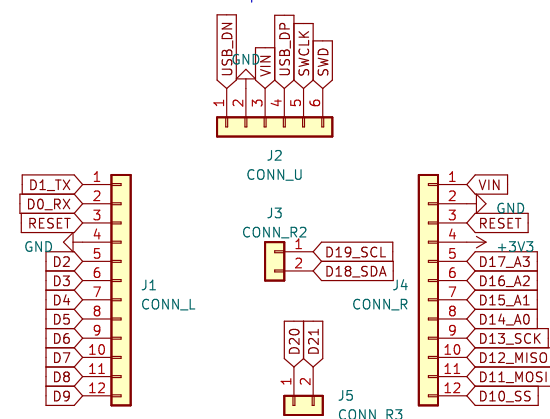 USB_DN
GND
VIN
USB_DP
SWCLK
SWD
1
2
3
4
5
6
J2
CONN_U
D1_TX 1
D0_RX 2
RESET 3
GND 4
D2 5
D3 6
D4 7
D5 8
D6 9
D7 10
D8 11
D9 12
J1
CONN_L
J3
CONN_R2
1 D19_SCL
2 D18_SDA
D20
D21
1
2
J5
CONN_R3
J4
CONN_R
1 VIN
2 GND
3 RESET
4 +3V3
5 D17_A3
6 D16_A2
7 D15_A1
8 D14_A0
9 D13_SCK
10 D12_MISO
11 D11_MOSI
12 D10_SS